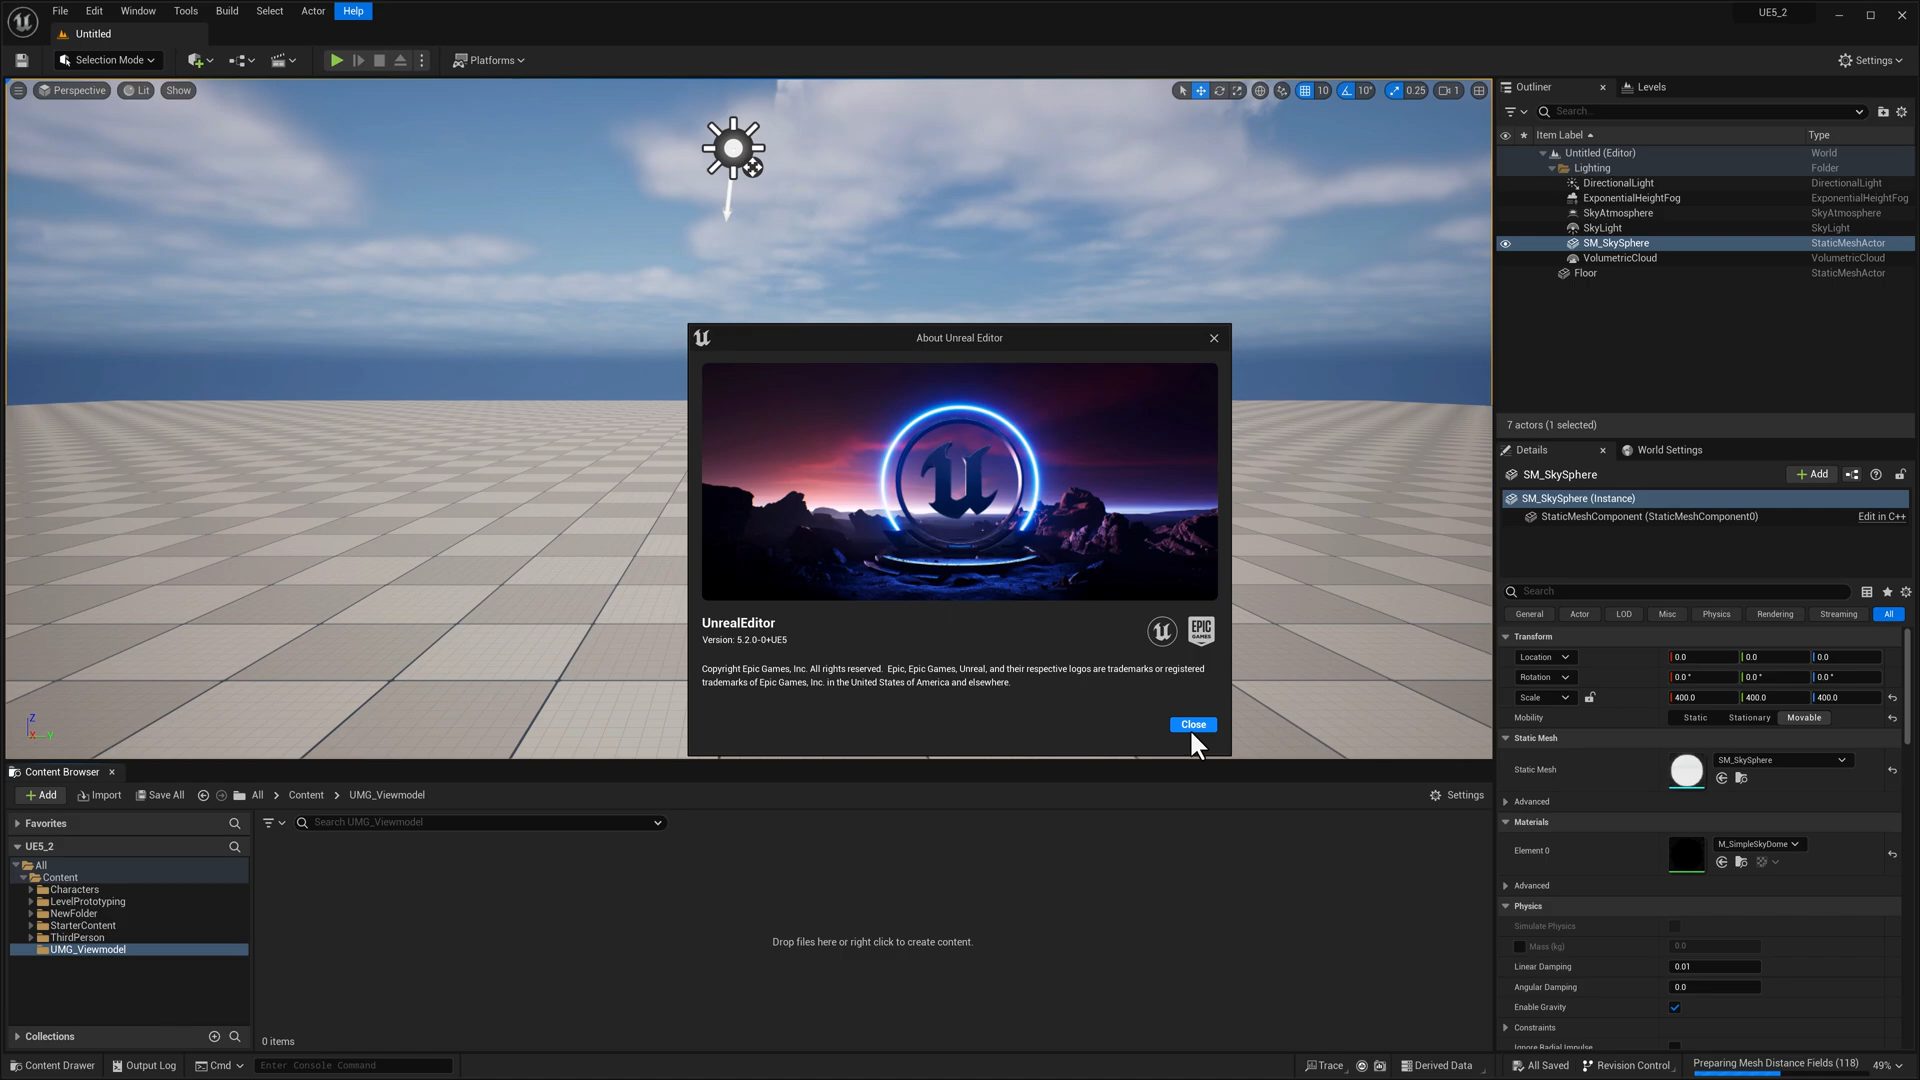 File Edit Window Tools Build Select Actor Help
UE5_2
Untitled
Selection Mode
Platforms
Settings
Perspective Lit Show
10 10° 0.25 1
Outliner Levels
Search...
Item Label Type
Untitled (Editor) World
Lighting Folder
DirectionalLight DirectionalLight
ExponentialHeightFog ExponentialHeightFog
SkyAtmosphere SkyAtmosphere
SkyLight SkyLight
SM_SkySphere StaticMeshActor
VolumetricCloud VolumetricCloud
Floor StaticMeshActor
7 actors (1 selected)
Details World Settings
SM_SkySphere
Add
SM_SkySphere (Instance)
StaticMeshComponent (StaticMeshComponent0) Edit in C++
Search
General Actor LOD Misc Physics Rendering Streaming All
Transform
Location 0.0 0.0 0.0
Rotation 0.0 ° 0.0 ° 0.0 °
Scale 400.0 400.0 400.0
Mobility Static Stationary Movable
Static Mesh
Static Mesh SM_SkySphere
Advanced
Materials
Element 0 M_SimpleSkyDome
Advanced
Physics
Simulate Physics
Mass (kg) 0.0
Linear Damping 0.01
Angular Damping 0.0
Enable Gravity
Constraints
Ignore Radial Impulse
About Unreal Editor
UnrealEditor
Version: 5.2.0-0+UE5
EPIC
GAMES
Copyright Epic Games, Inc. All rights reserved. Epic, Epic Games, Unreal, and their respective logos are trademarks or registered
trademarks of Epic Games, Inc. in the United States of America and elsewhere.
Close
Z
X Y
Content Browser
Add Import Save All All Content UMG_Viewmodel Settings
Favorites
Search UMG_Viewmodel
UE5_2
All
Content
Characters
LevelPrototyping
NewFolder
StarterContent
ThirdPerson
UMG_Viewmodel
Drop files here or right click to create content.
Collections
0 items
Content Drawer Output Log Cmd Enter Console Command
Trace Derived Data All Saved Revision Control Preparing Mesh Distance Fields (118) 49%